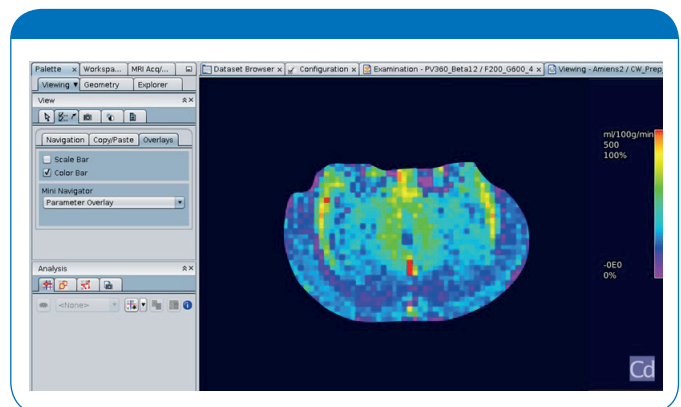 Palette × Workspa... MRI Acq/...
Dataset Browser × Configuration × Examination - PV360_Beta12 / F200_G600_4 × Viewing - Amiens2 / CW_Prep
Viewing ▼ Geometry Explorer
View
Navigation Copy/Paste Overlays
Scale Bar
Color Bar
Mini Navigator
Parameter Overlay
Analysis
<None>
ml/100g/min
500
100%
-0E0
0%
Cd